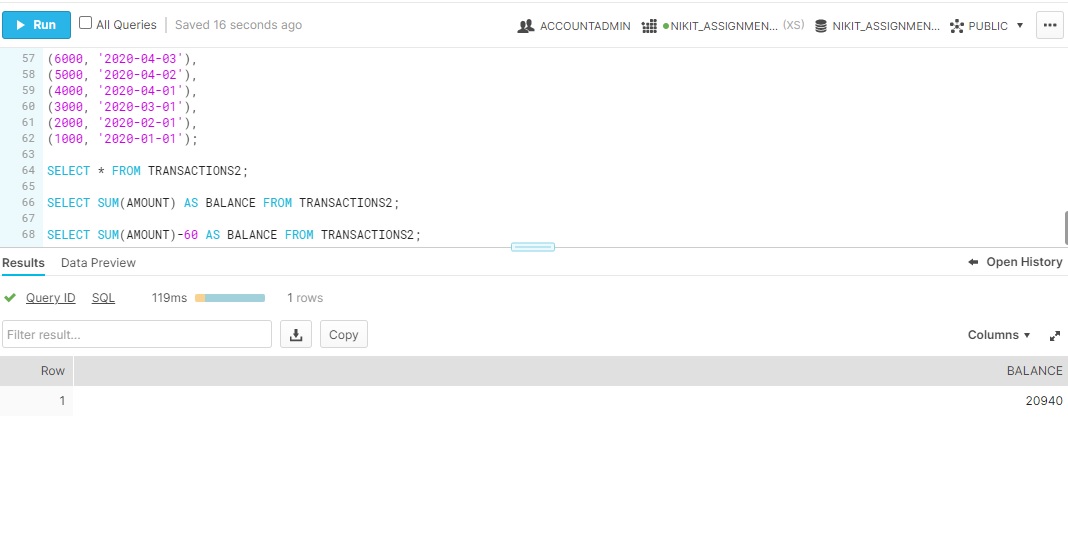 Run All Queries Saved 16 seconds ago ACCOUNTADMIN NIKIT_ASSIGNMEN... (XS) NIKIT_ASSIGNMEN... PUBLIC ...
57 (6000, '2020-04-03'),
58 (5000, '2020-04-02'),
59 (4000, '2020-04-01'),
60 (3000, '2020-03-01'),
61 (2000, '2020-02-01'),
62 (1000, '2020-01-01');
63
64 SELECT * FROM TRANSACTIONS2;
65
66 SELECT SUM(AMOUNT) AS BALANCE FROM TRANSACTIONS2;
67
68 SELECT SUM(AMOUNT)-60 AS BALANCE FROM TRANSACTIONS2;
Results Data Preview Open History
Query ID SQL 119ms 1 rows
Filter result... Copy Columns
Row BALANCE
1 20940